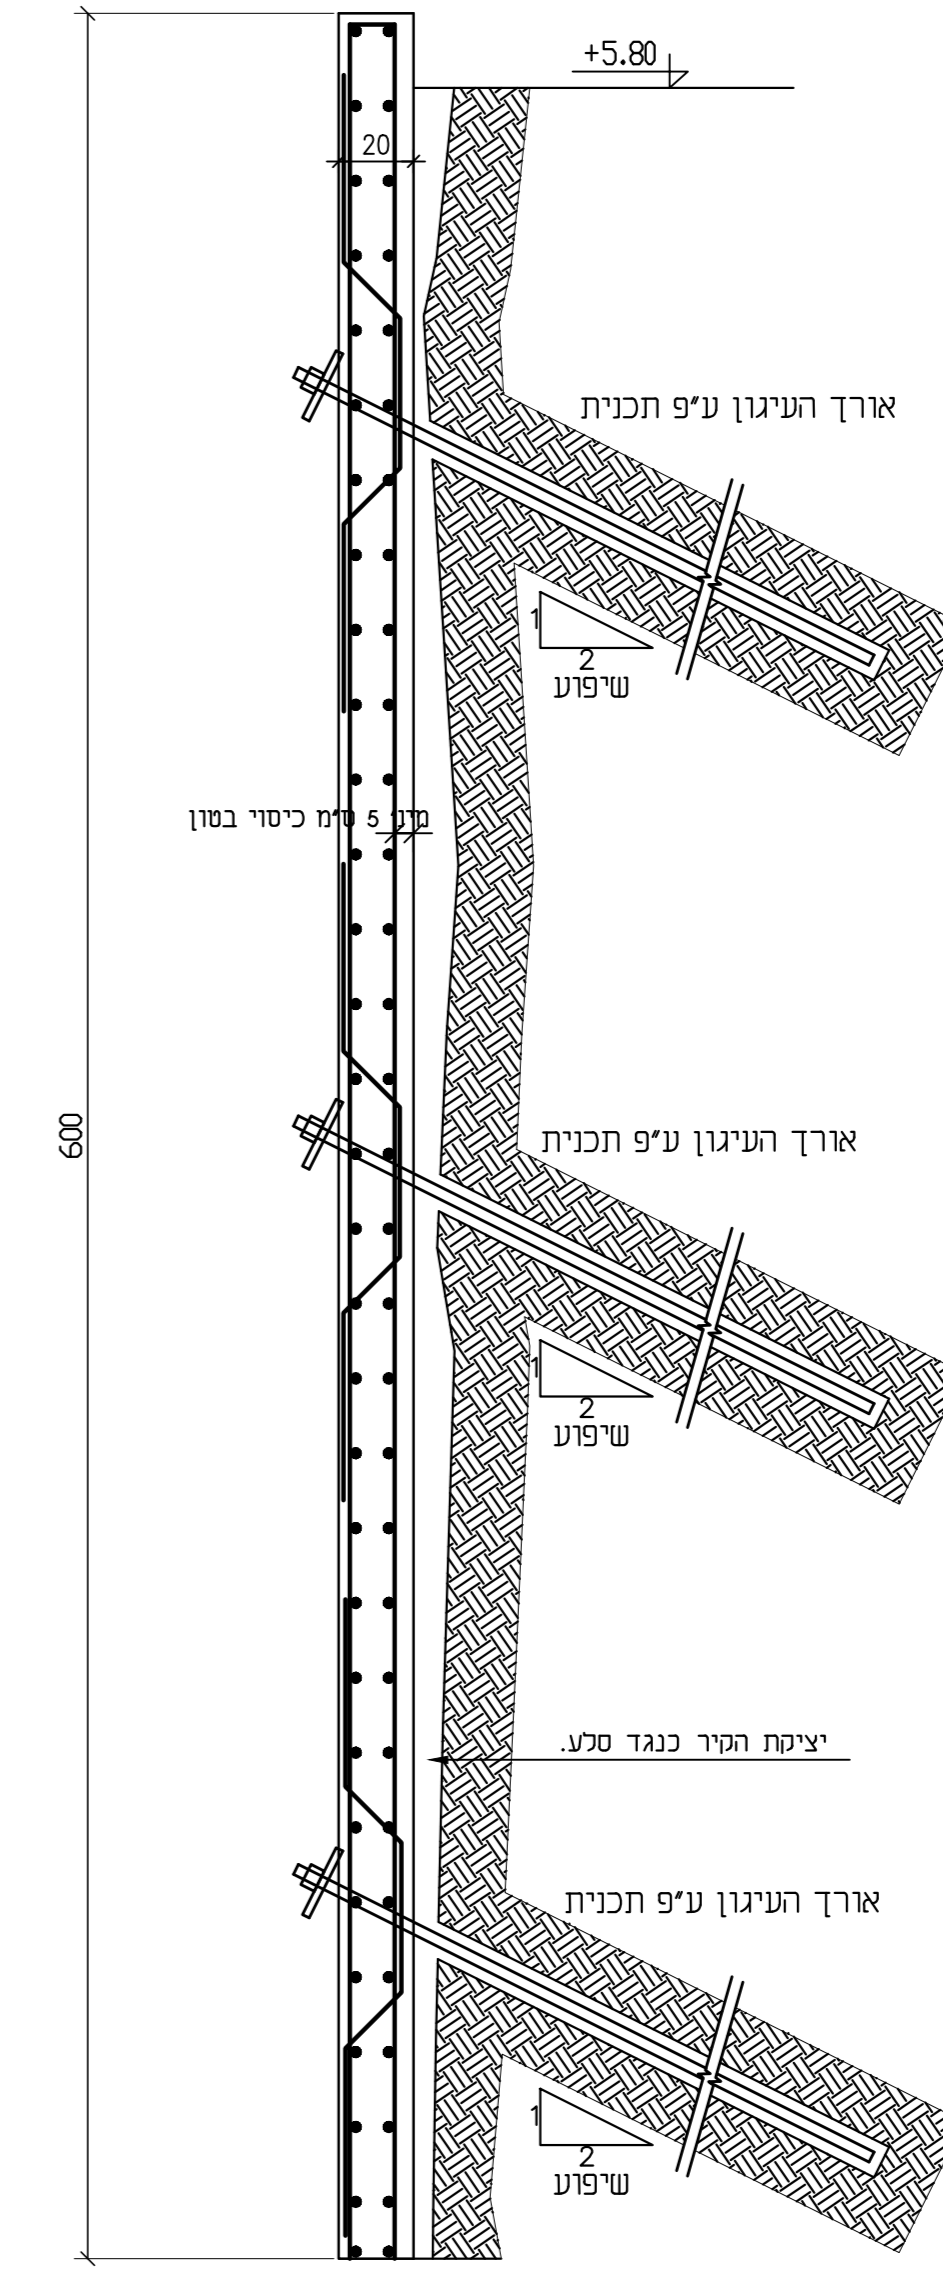 +5.80
20
אורך העיגון ע"פ תכנית
1
2
שיפוע
מינ' 5 ס"מ כיסוי בטון
600
אורך העיגון ע"פ תכנית
1
2
שיפוע
יציקת הקיר כנגד סלע.
אורך העיגון ע"פ תכנית
1
2
שיפוע